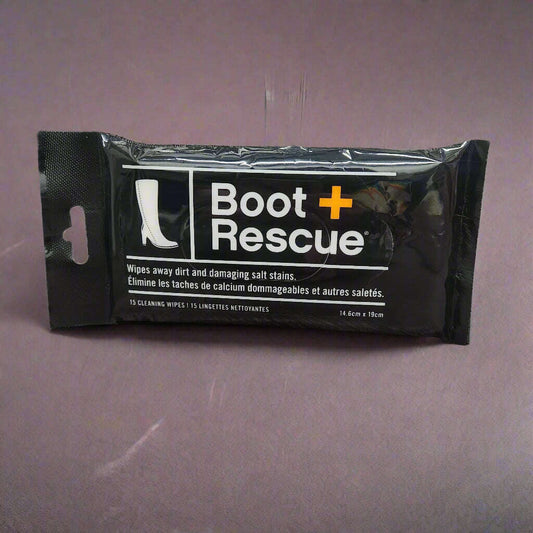 Boot +
Rescue®
Wipes away dirt and damaging salt stains.
Élimine les taches de calcium dommageables et autres saletés.
15 CLEANING WIPES | 15 LINGETTES NETTOYANTES
14.6cm x 19cm